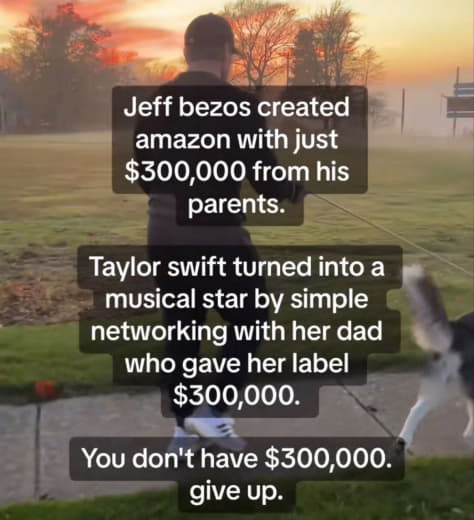 Jeff bezos created
amazon with just
$300,000 from his
parents.
Taylor swift turned into a
musical star by simple
networking with her dad
who gave her label
$300,000.
You don't have $300,000.
give up.